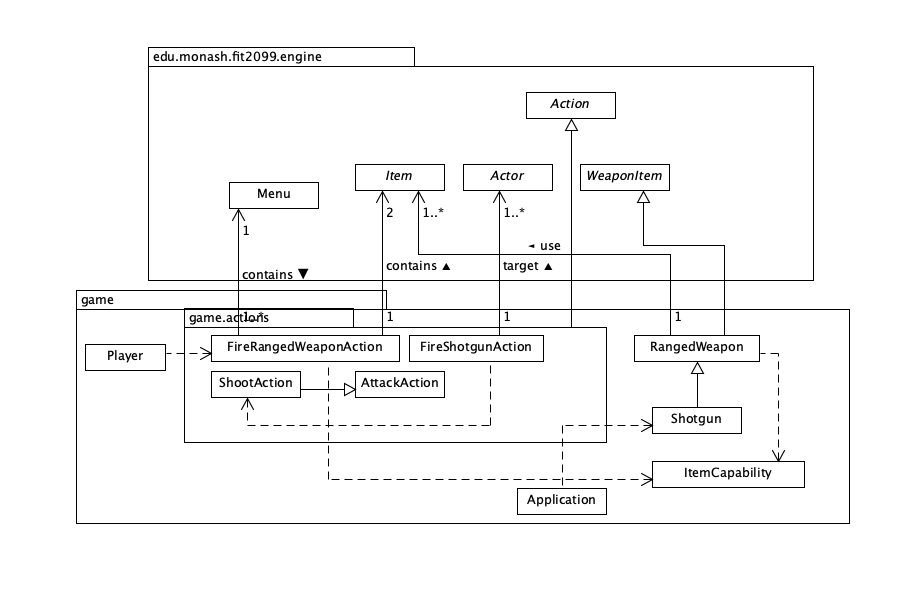 edu.monash.fit2099.engine
Action
Item
Actor
WeaponItem
Menu
2
1..*
1..*
1
◄ use
contains ▼
contains ▲
target ▲
game
game.actions
1..*
1
1
1
Player
FireRangedWeaponAction
FireShotgunAction
RangedWeapon
ShootAction
AttackAction
Shotgun
ItemCapability
Application